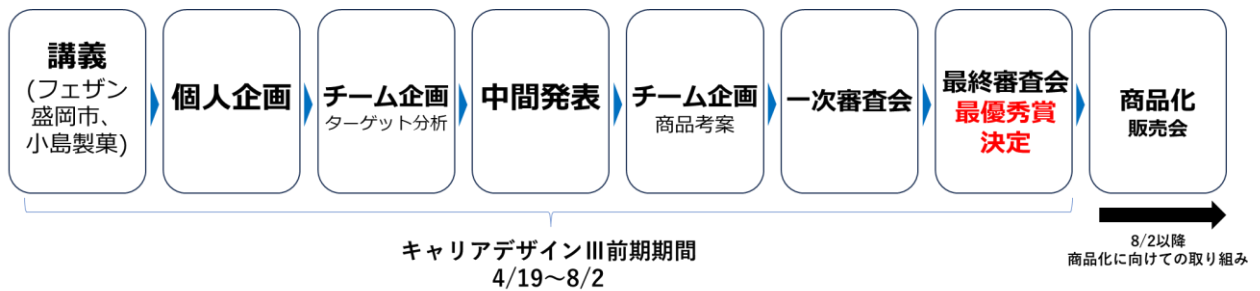 講義
(フェザン
盛岡市、
小島製菓)
個人企画
チーム企画
ターゲット分析
中間発表
チーム企画
商品考案
一次審査会
最終審査会
最優秀賞
決定
商品化
販売会
キャリアデザインⅢ前期期間
4/19～8/2
8/2以降
商品化に向けての取り組み